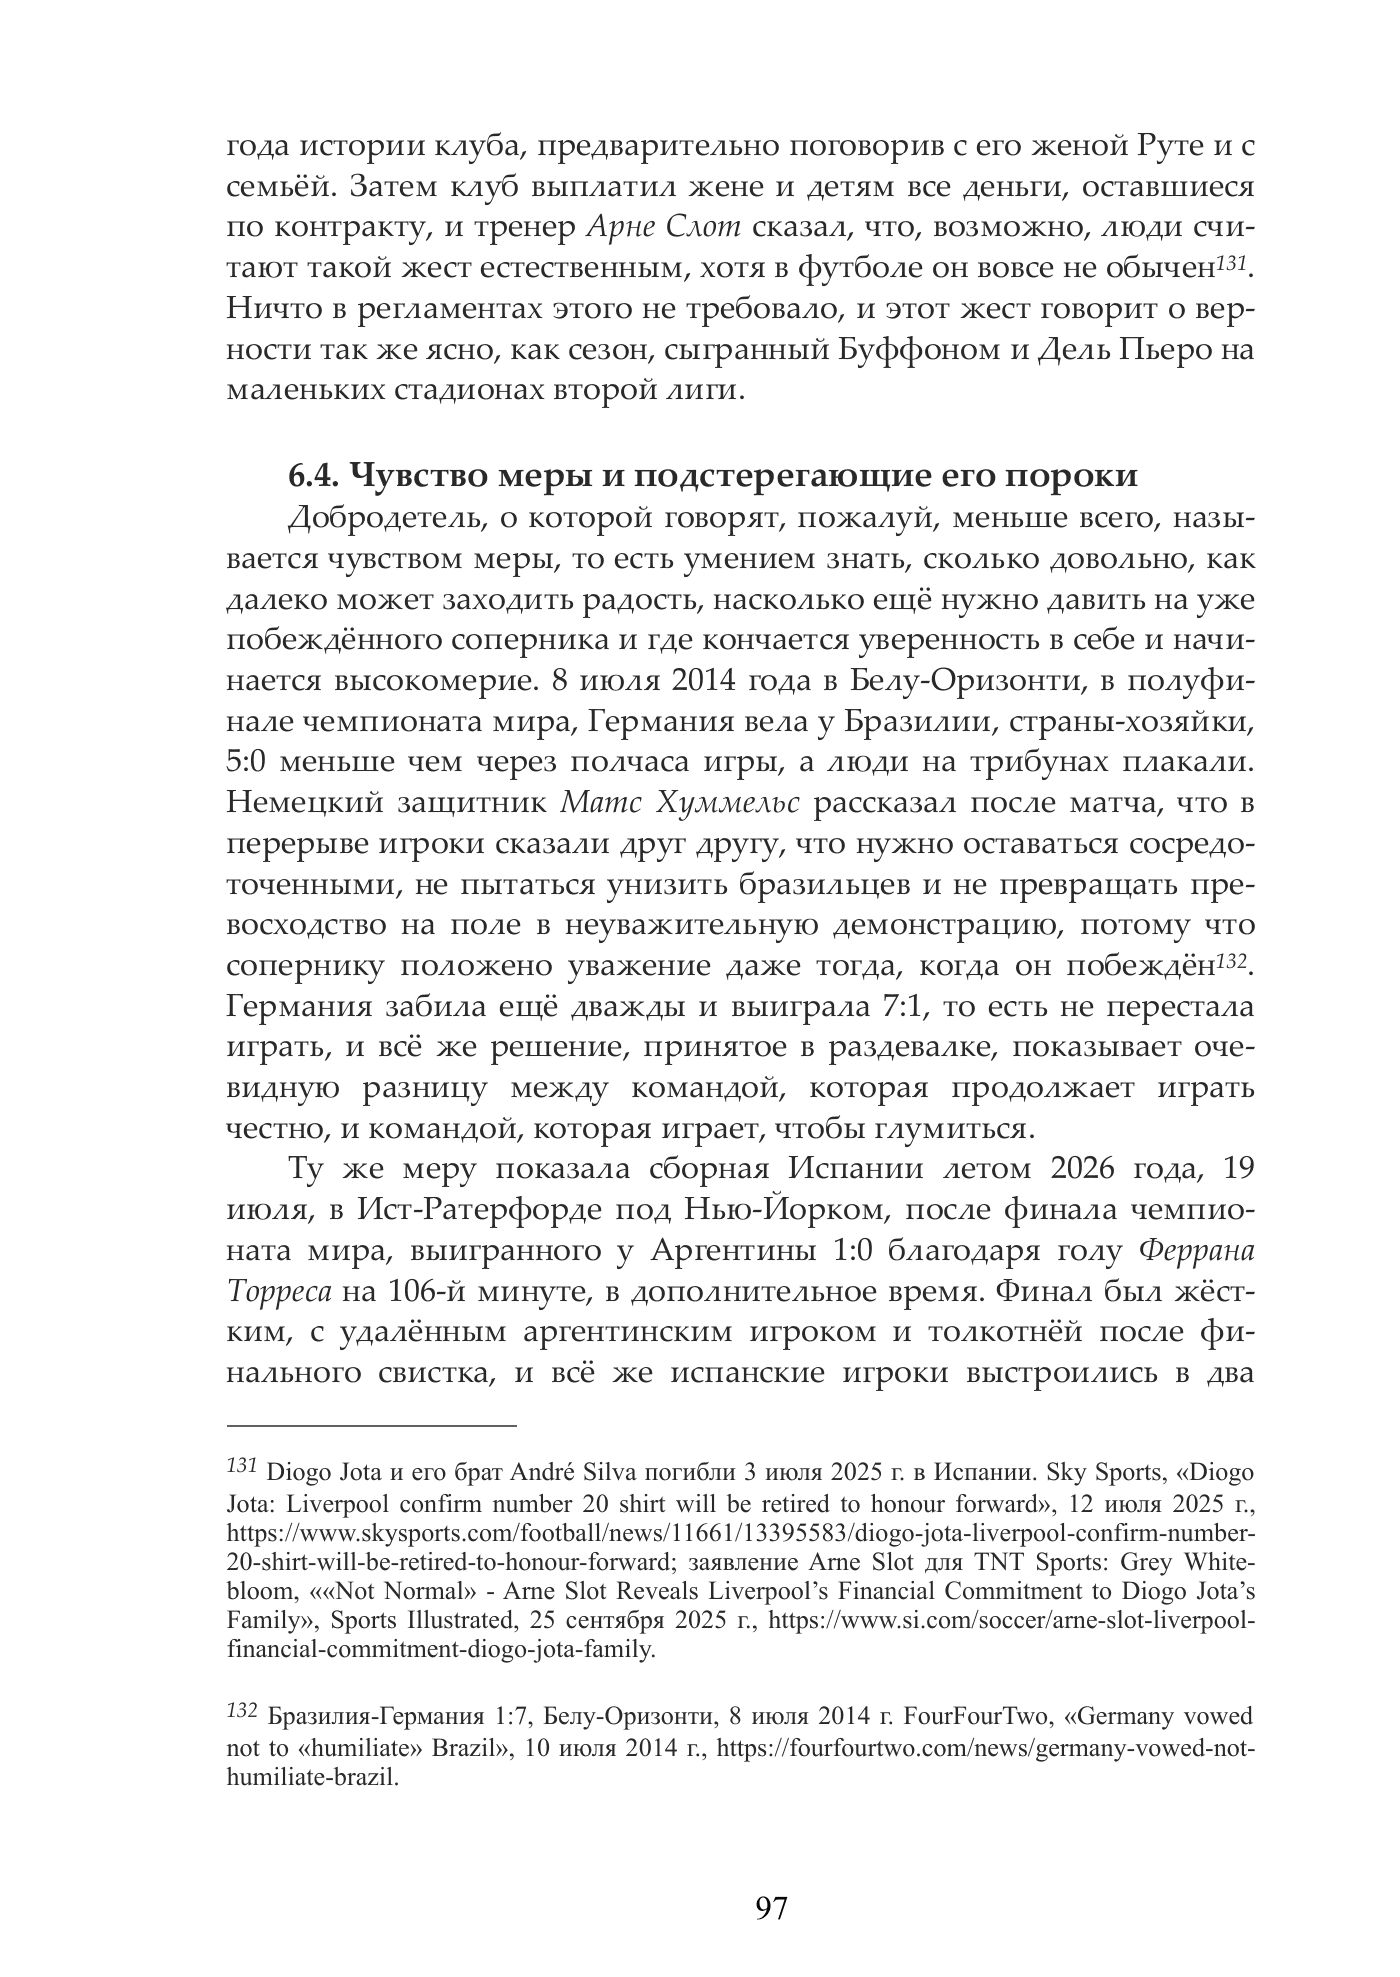 года истории клуба, предварительно поговорив с его женой Руте и с
семьёй. Затем клуб выплатил жене и детям все деньги, оставшиеся
по контракту, и тренер Арне Слот сказал, что, возможно, люди счи-
тают такой жест естественным, хотя в футболе он вовсе не обычен131.
Ничто в регламентах этого не требовало, и этот жест говорит о вер-
ности так же ясно, как сезон, сыгранный Буффоном и Дель Пьеро на
маленьких стадионах второй лиги.
6.4. Чувство меры и подстерегающие его пороки
Добродетель, о которой говорят, пожалуй, меньше всего, назы-
вается чувством меры, то есть умением знать, сколько довольно, как
далеко может заходить радость, насколько ещё нужно давить на уже
побеждённого соперника и где кончается уверенность в себе и начи-
нается высокомерие. 8 июля 2014 года в Белу-Оризонти, в полуфи-
нале чемпионата мира, Германия вела у Бразилии, страны-хозяйки,
5:0 меньше чем через полчаса игры, а люди на трибунах плакали.
Немецкий защитник Матс Хуммельс рассказал после матча, что в
перерыве игроки сказали друг другу, что нужно оставаться сосредо-
точенными, не пытаться унизить бразильцев и не превращать пре-
восходство на поле в неуважительную демонстрацию, потому что
сопернику положено уважение даже тогда, когда он побеждён132.
Германия забила ещё дважды и выиграла 7:1, то есть не перестала
играть, и всё же решение, принятое в раздевалке, показывает оче-
видную разницу между командой, которая продолжает играть
честно, и командой, которая играет, чтобы глумиться.
Ту же меру показала сборная Испании летом 2026 года, 19
июля, в Ист-Ратерфорде под Нью-Йорком, после финала чемпио-
ната мира, выигранного у Аргентины 1:0 благодаря голу Феррана
Торреса на 106-й минуте, в дополнительное время. Финал был жёст-
ким, с удалённым аргентинским игроком и толкотнёй после фи-
нального свистка, и всё же испанские игроки выстроились в два
131 Diogo Jota и его брат André Silva погибли 3 июля 2025 г. в Испании. Sky Sports, «Diogo
Jota: Liverpool confirm number 20 shirt will be retired to honour forward», 12 июля 2025 г.,
https://www.skysports.com/football/news/11661/13395583/diogo-jota-liverpool-confirm-number-
20-shirt-will-be-retired-to-honour-forward; заявление Arne Slot для TNT Sports: Grey White-
bloom, ««Not Normal» - Arne Slot Reveals Liverpool’s Financial Commitment to Diogo Jota’s
Family», Sports Illustrated, 25 сентября 2025 г., https://www.si.com/soccer/arne-slot-liverpool-
financial-commitment-diogo-jota-family.
132 Бразилия-Германия 1:7, Белу-Оризонти, 8 июля 2014 г. FourFourTwo, «Germany vowed
not to «humiliate» Brazil», 10 июля 2014 г., https://fourfourtwo.com/news/germany-vowed-not-
humiliate-brazil.
97